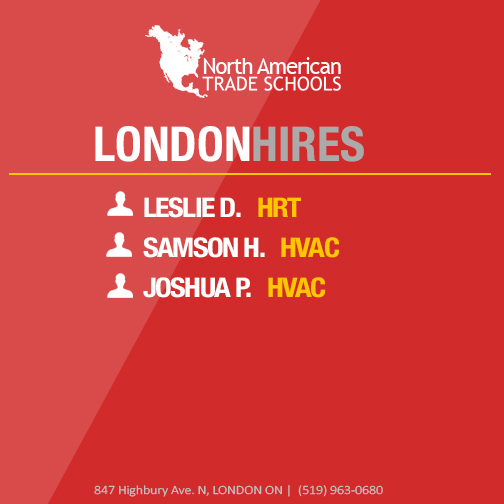 North American
TRADE SCHOOLS
LONDONHIRES
LESLIE D. HRT
SAMSON H. HVAC
JOSHUA P. HVAC
847 Highbury Ave. N, LONDON ON | (519) 963-0680